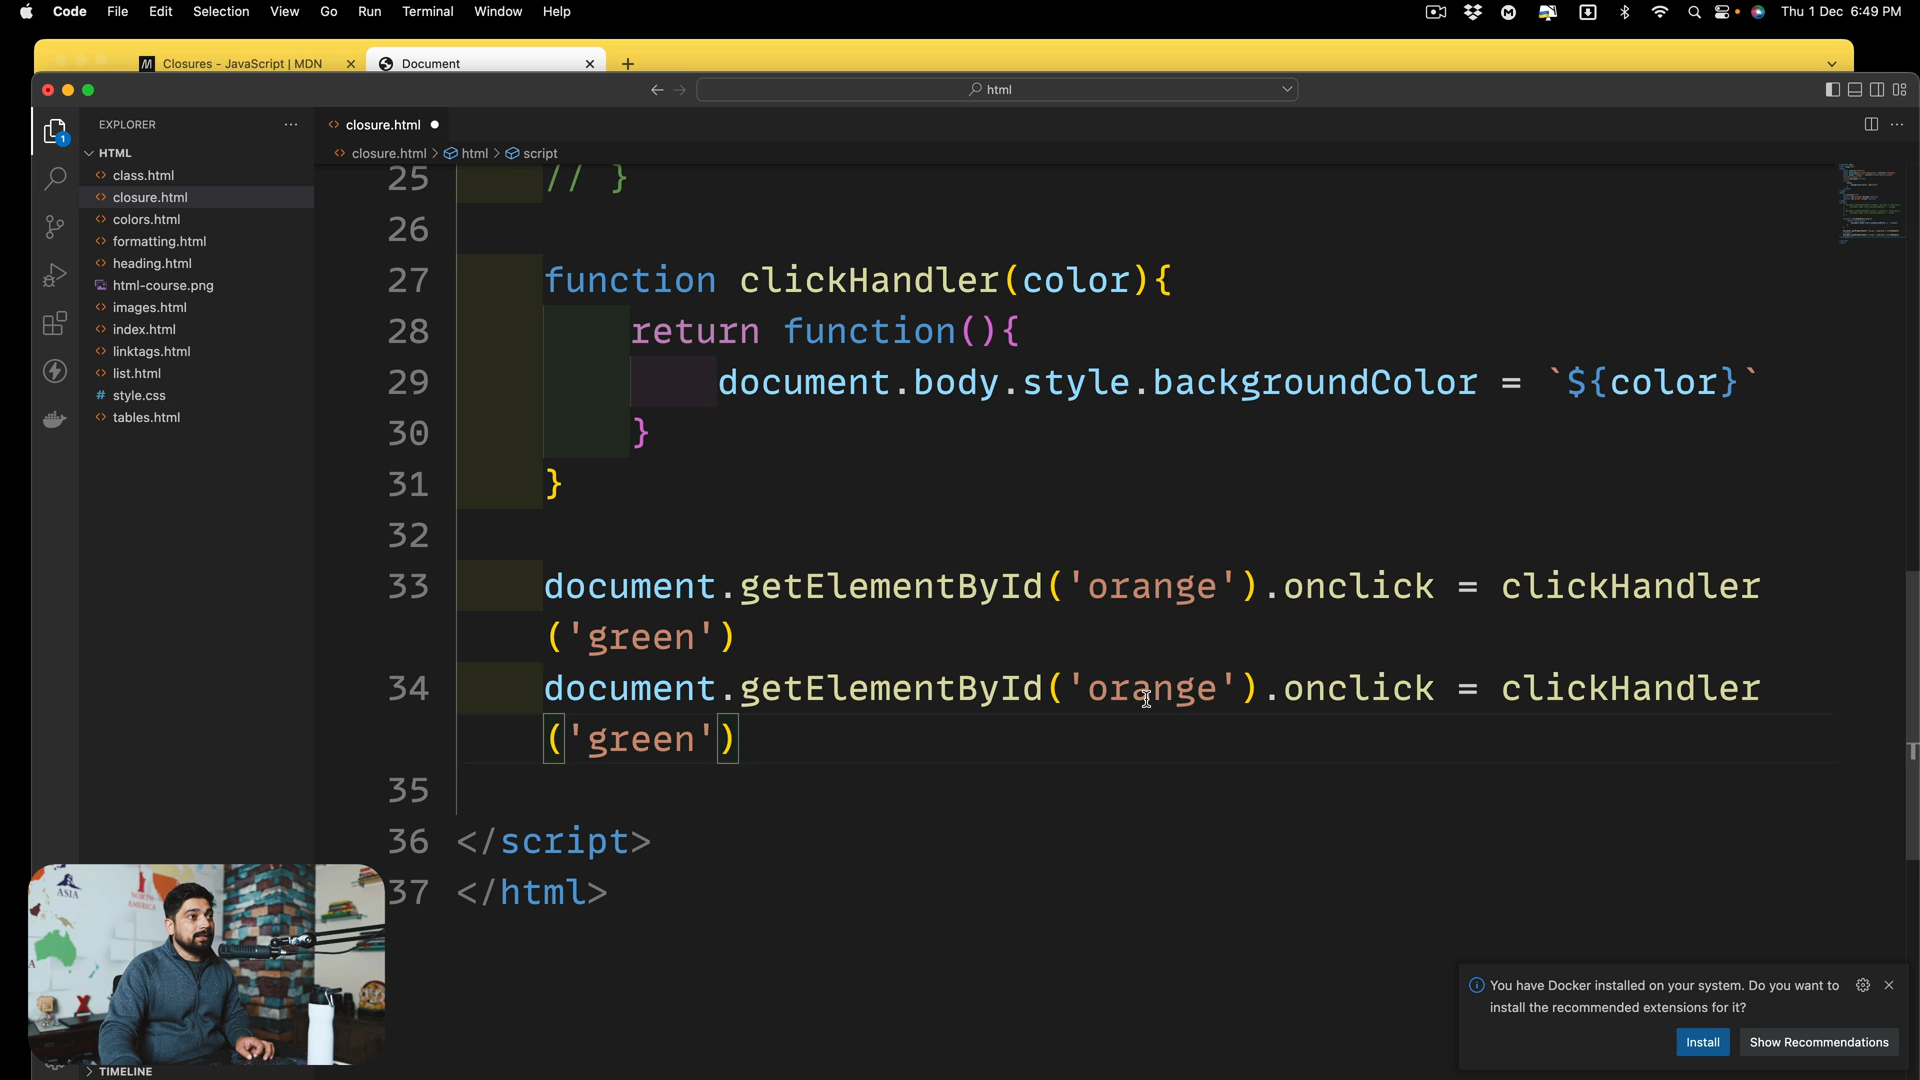 Code File Edit Selection View Go Run Terminal Window Help Thu 1 Dec 6:49 PM
Closures - JavaScript | MDN Document
html
EXPLORER
HTML
class.html
closure.html
colors.html
formatting.html
heading.html
html-course.png
images.html
index.html
linktags.html
list.html
style.css
tables.html
TIMELINE
1
closure.html
closure.html > html > script
25 // }
26
27 function clickHandler(color){
28 return function(){
29 document.body.style.backgroundColor = `${color}`
30 }
31 }
32
33 document.getElementById('orange').onclick = clickHandler
('green')
34 document.getElementById('orange').onclick = clickHandler
('green')
35
36 </script>
37 </html>
ASIA
NORTH
AMERICA
You have Docker installed on your system. Do you want to
install the recommended extensions for it?
Install Show Recommendations